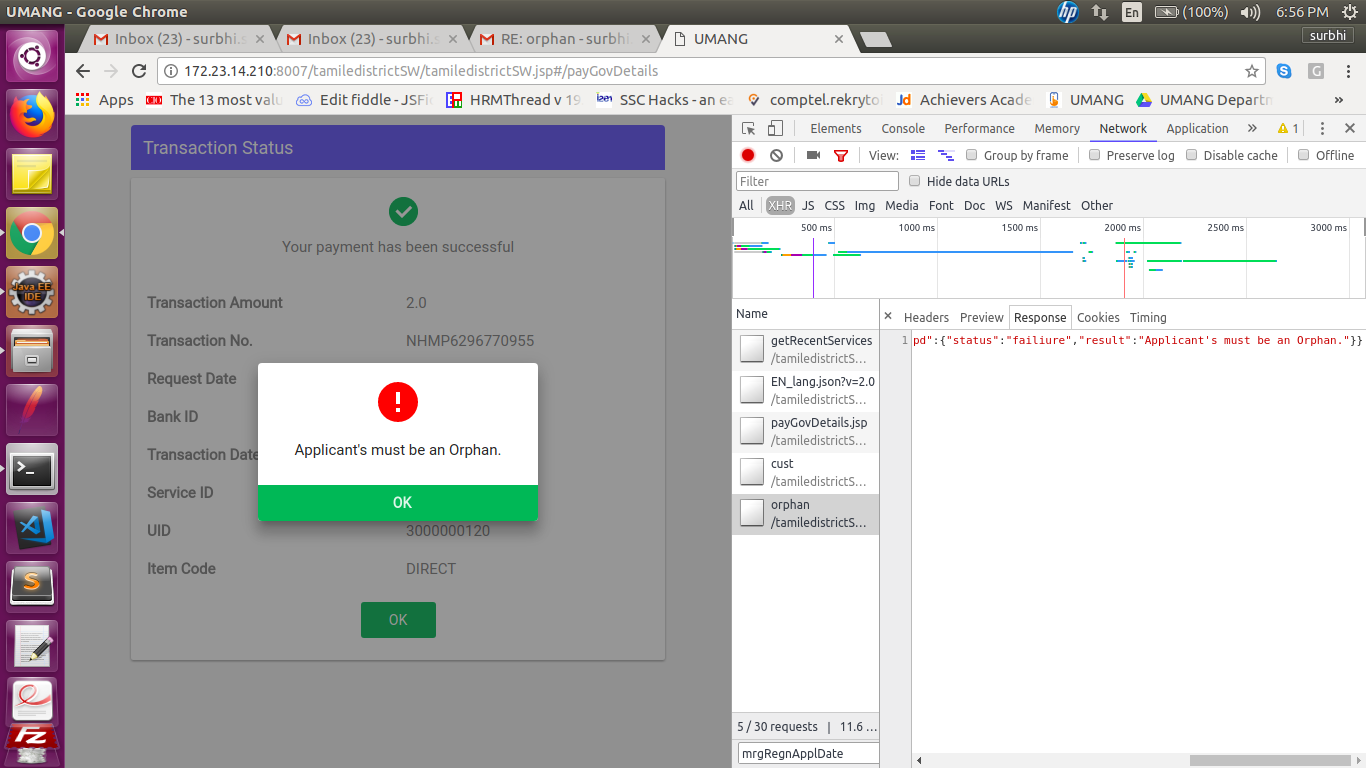 UMANG - Google Chrome
En
(100%)
6:56 PM
Inbox (23) - surbhi.s
Inbox (23) - surbhi.s
RE: orphan - surbhi
UMANG
surbhi
172.23.14.210:8007/tamiledistrictSW/tamiledistrictSW.jsp#/payGovDetails
Apps
The 13 most valu
Edit fiddle - JSFi
HRMThread v 19
SSC Hacks - an ea
comptel.rekryto
Achievers Acade
UMANG
UMANG Departm
»
Transaction Status
Your payment has been successful
Transaction Amount 2.0
Transaction No. NHMP6296770955
Request Date
Bank ID
Transaction Date
Service ID
UID 3000000120
Item Code DIRECT
OK
Applicant's must be an Orphan.
OK
Elements Console Performance Memory Network Application » 1
View: Group by frame Preserve log Disable cache Offline
Filter Hide data URLs
All XHR JS CSS Img Media Font Doc WS Manifest Other
500 ms 1000 ms 1500 ms 2000 ms 2500 ms 3000 ms
Name
getRecentServices
/tamiledistrictS...
EN_lang.json?v=2.0
/tamiledistrictS...
payGovDetails.jsp
/tamiledistrictS...
cust
/tamiledistrictS...
orphan
/tamiledistrictS...
Headers Preview Response Cookies Timing
1 pd":{"status":"failiure","result":"Applicant's must be an Orphan."}}
5 / 30 requests | 11.6 ...
mrgRegnApplDate